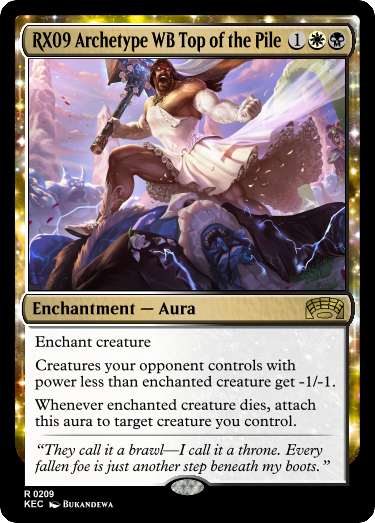 RX09 Archetype WB Top of the Pile 1
Enchantment — Aura
Enchant creature
Creatures your opponent controls with
power less than enchanted creature get -1/-1.
Whenever enchanted creature dies, attach
this aura to target creature you control.
“They call it a brawl—I call it a throne. Every
fallen foe is just another step beneath my boots.”
R 0209
KEC Bukandewa